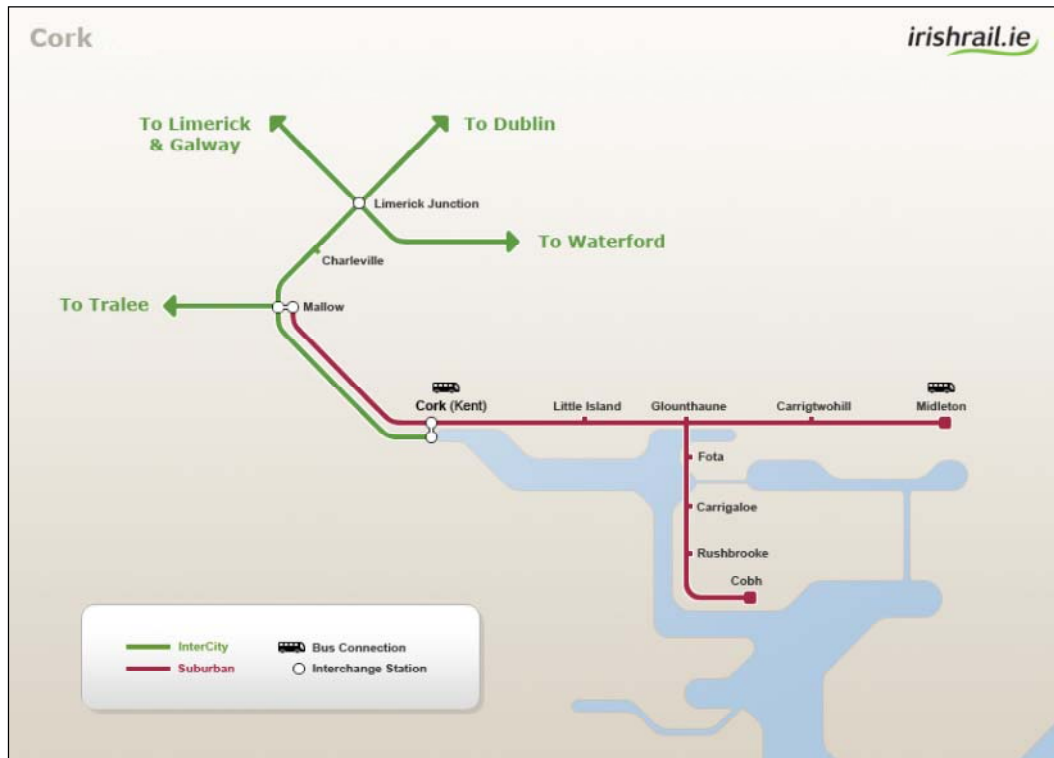 Cork
irishrail.ie
To Limerick
& Galway
To Dublin
Limerick Junction
To Waterford
Charleville
To Tralee
Mallow
Cork (Kent)
Little Island
Glounthaune
Carrigtwohill
Midleton
Fota
Carrigaloe
Rushbrooke
Cobh
InterCity
Bus Connection
Suburban
Interchange Station